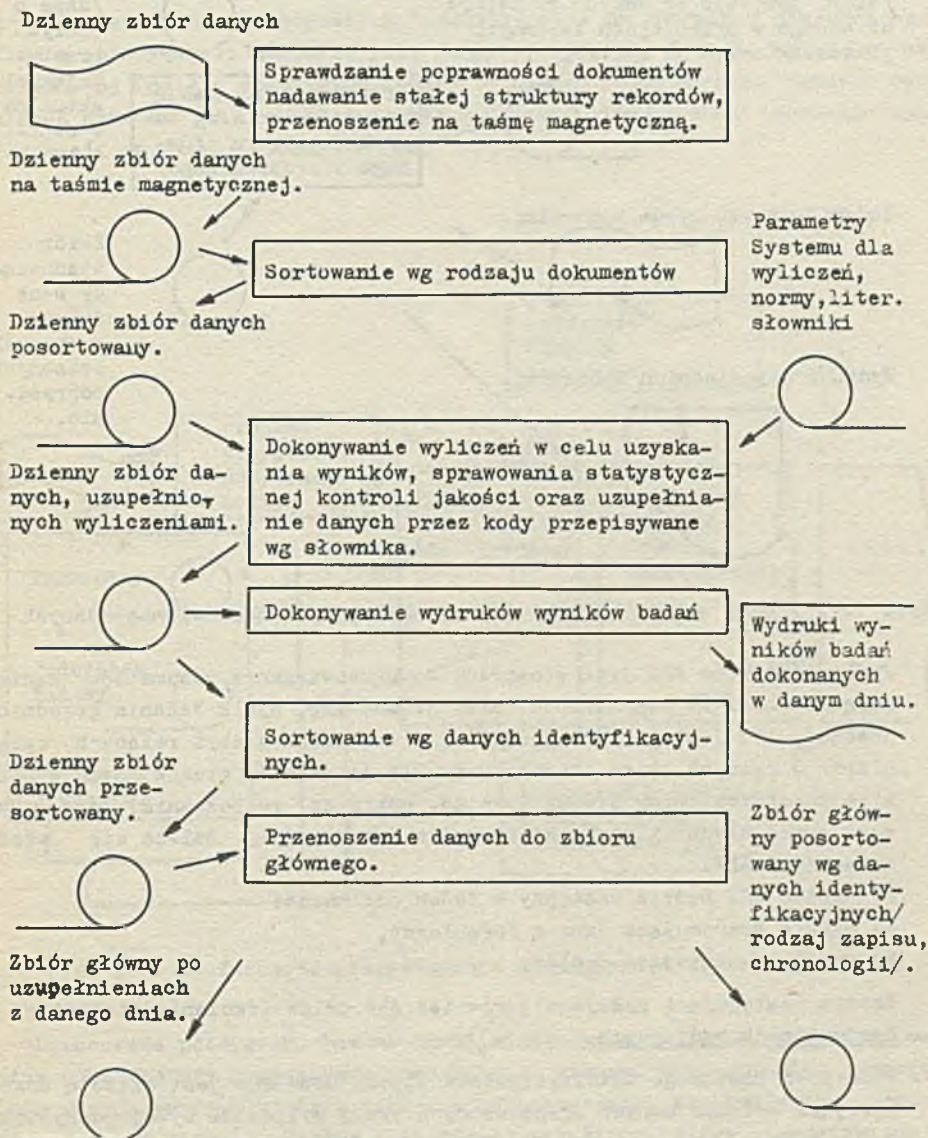 Dzienny zbiór danych
Sprawdzanie poprawności dokumentów
nadawanie stałej struktury rekordów,
przenoszenie na taśmę magnetyczną.
Dzienny zbiór danych
na taśmie magnetycznej.
Sortowanie wg rodzaju dokumentów
Parametry
Systemu dla
wyliczeń,
normy,liter.
słowniki
Dzienny zbiór danych
posortowany.
Dokonywanie wyliczeń w celu uzyska-
nia wyników, sprawowania statystycz-
nej kontroli jakości oraz uzupełnia-
nie danych przez kody przepisywane
wg słownika.
Dzienny zbiór da-
nych, uzupełnio-
nych wyliczeniami.
Dokonywanie wydruków wyników badań
Wydruki wy-
ników badań
dokonanych
w danym dniu.
Sortowanie wg danych identyfikacyj-
nych.
Dzienny zbiór
danych prze-
sortowany.
Przenoszenie danych do zbioru
głównego.
Zbiór głów-
ny posorto-
wany wg da-
nych identy-
fikacyjnych/
rodzaj zapisu,
chronologii/.
Zbiór główny po
uzupełnieniach
z danego dnia.